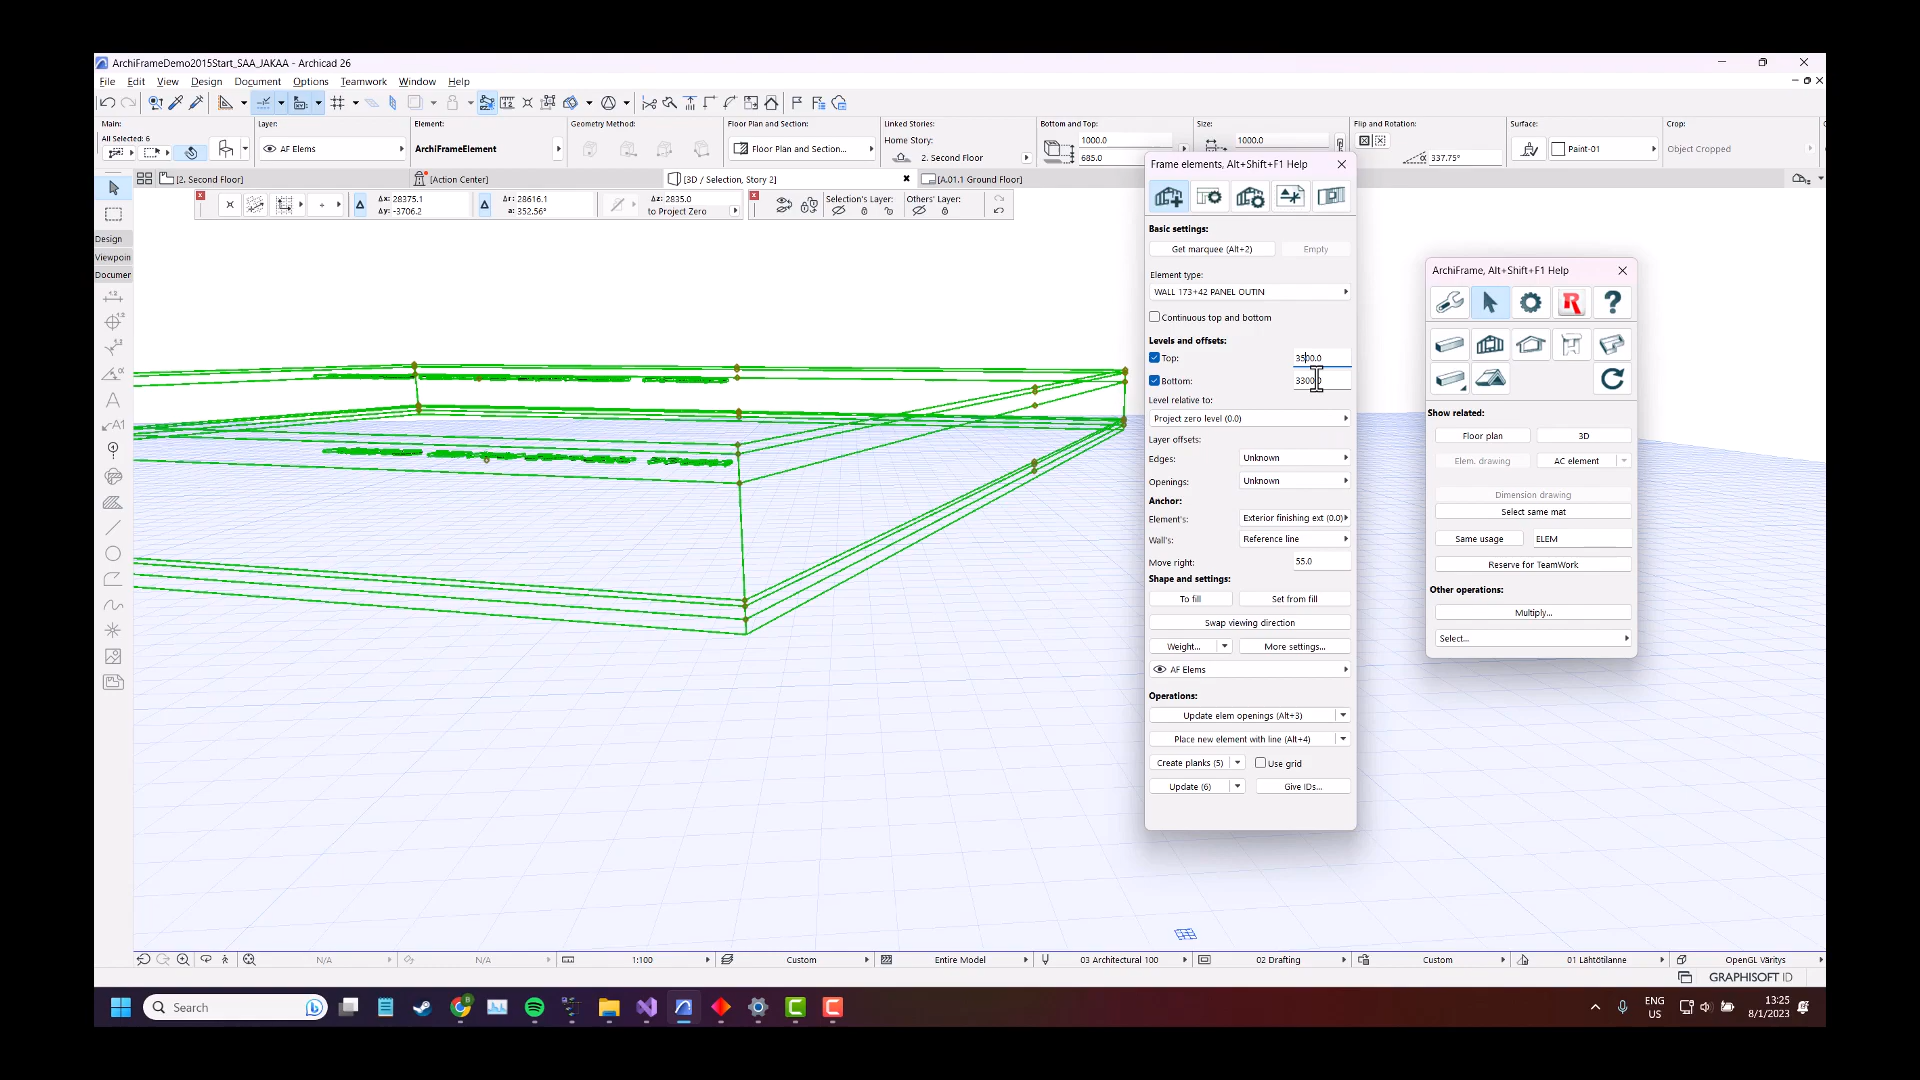 ArchiFrameDemo2015Start_SAA_JAKAA - Archicad 26
File Edit View Design Document Options Teamwork Window Help
Main: Layer: Element: Geometry Method: Floor Plan and Section: Linked Stories: Bottom and Top: Size: Flip and Rotation: Surface: Crop:
All Selected: 6
AF Elems
ArchiFrameElement
Floor Plan and Section...
Home Story:
2. Second Floor
1000.0
685.0
1000.0
337.75°
Paint-01
Object Cropped
[2. Second Floor]
[Action Center]
[3D / Selection, Story 2]
[A.01.1 Ground Floor]
Δx: 28375.1
Δy: -3706.2
Δr: 28616.1
a: 352.56°
Δz: 2835.0
to Project Zero
Selection's Layer:
Others' Layer:
Design
Viewpoin
Documer
Frame elements, Alt+Shift+F1 Help
Basic settings:
Get marquee (Alt+2) Empty
Element type:
WALL 173+42 PANEL OUTIN
Continuous top and bottom
Levels and offsets:
Top: 3500.0
Bottom: 3300.0
Level relative to:
Project zero level (0.0)
Layer offsets:
Edges: Unknown
Openings: Unknown
Anchor:
Element's: Exterior finishing ext (0.0)
Wall's: Reference line
Move right: 55.0
Shape and settings:
To fill Set from fill
Swap viewing direction
Weight... More settings...
AF Elems
Operations:
Update elem openings (Alt+3)
Place new element with line (Alt+4)
Create planks (5) Use grid
Update (6) Give IDs...
ArchiFrame, Alt+Shift+F1 Help
R ?
Show related:
Floor plan 3D
Elem. drawing AC element
Dimension drawing
Select same mat
Same usage ELEM
Reserve for TeamWork
Other operations:
Multiply...
Select...
N/A N/A 1:100 Custom Entire Model 03 Architectural 100 02 Drafting Custom 01 Lähtötilanne OpenGL Väritys
GRAPHISOFT ID
Search
ENG
US
13:25
8/1/2023